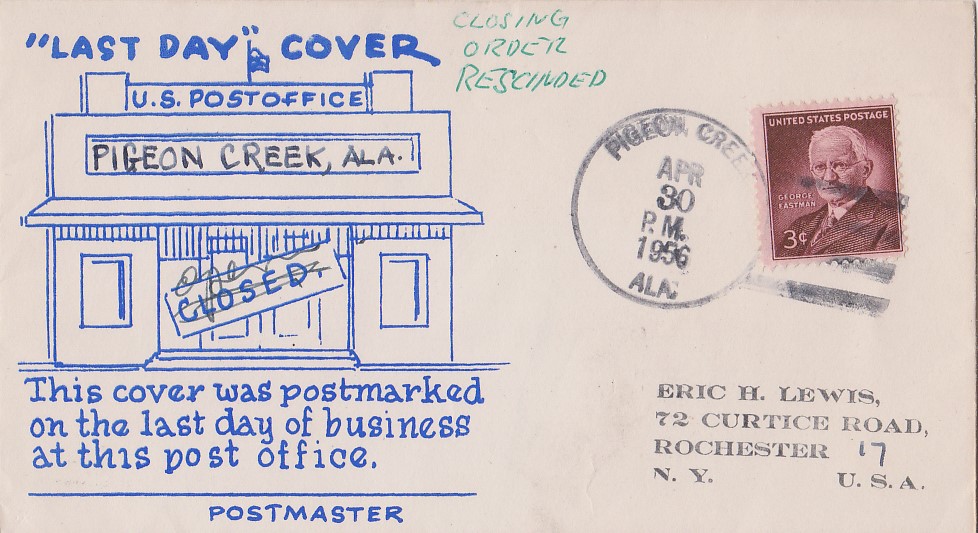 "LAST DAY" COVER
CLOSING
ORDER
RESCINDED
U.S. POSTOFFICE
PIGEON CREEK, ALA.
open
CLOSED
This cover was postmarked
on the last day of business
at this post office.
POSTMASTER
PIGEON CREEK
APR
30
P.M.
1956
ALA.
UNITED STATES POSTAGE
GEORGE
EASTMAN
3¢
ERIC H. LEWIS,
72 CURTICE ROAD,
ROCHESTER 17
N. Y. U. S. A.